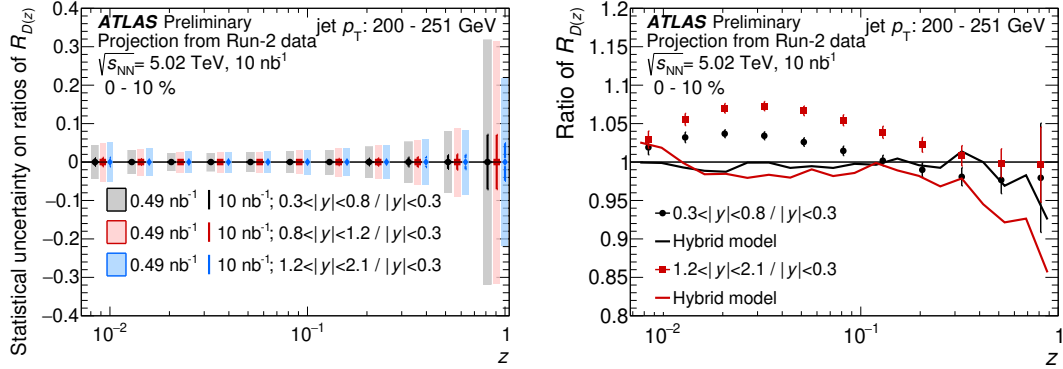 ATLAS Preliminary
jet pT: 200 - 251 GeV
Projection from Run-2 data
√sNN = 5.02 TeV, 10 nb-1
0 - 10 %
Statistical uncertainty on ratios of RD(z)
0.4
0.3
0.2
0.1
0
−0.1
−0.2
−0.3
−0.4
0.49 nb-1 10 nb-1; 0.3<|y|<0.8 / |y|<0.3
0.49 nb-1 10 nb-1; 0.8<|y|<1.2 / |y|<0.3
0.49 nb-1 10 nb-1; 1.2<|y|<2.1 / |y|<0.3
10−2 10−1 1
z
ATLAS Preliminary
jet pT: 200 - 251 GeV
Projection from Run-2 data
√sNN = 5.02 TeV, 10 nb-1
0 - 10 %
Ratio of RD(z)
1.2
1.15
1.1
1.05
1
0.95
0.9
0.85
0.8
0.3<|y|<0.8 / |y|<0.3
Hybrid model
1.2<|y|<2.1 / |y|<0.3
Hybrid model
10−2 10−1 1
z